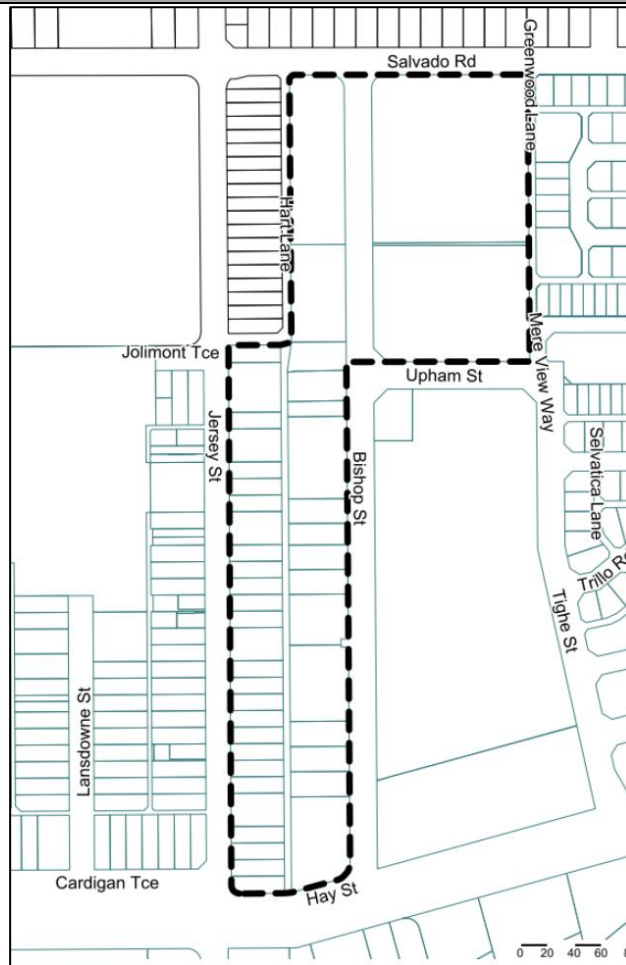 Salvado Rd
Greenwood Lane
Hart Lane
Jolimont Tce
Mere View Way
Upham St
Jersey St
Bishop St
Selvatica Lane
Trillo
Tighe St
Lansdowne St
Cardigan Tce
Hay St
0 20 40 60